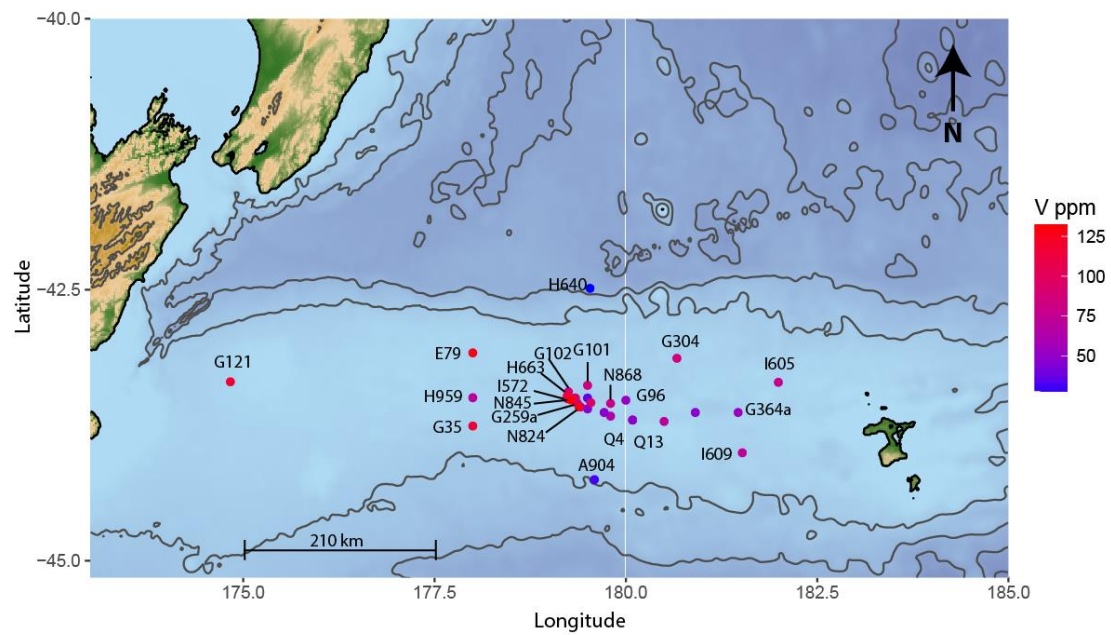 -40.0
N
V ppm
125
100
50
H640
-42.5
Latitude
G121
E79
G102
G101
G304
H663
I572
N868
I605
H959
N845
G96
G259a
G364a
G35
N824
Q4
Q13
I609
A904
210 km
-45.0
175.0
177.5
180.0
182.5
185.0
Longitude